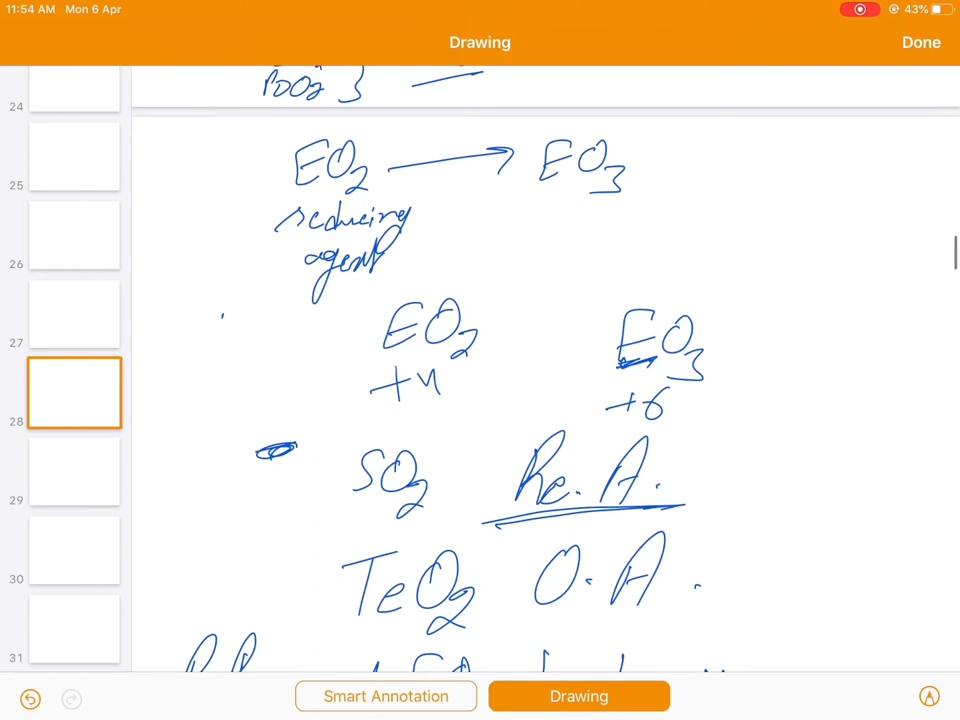 11:54 AM Mon 6 Apr
43%
Drawing
Done
24
25
EO2 → EO3
reducing
agent
26
27
EO2 EO3
+4 +6
28
SO2 Re.A.
29
TeO2 O.A.
30
31
Smart Annotation
Drawing